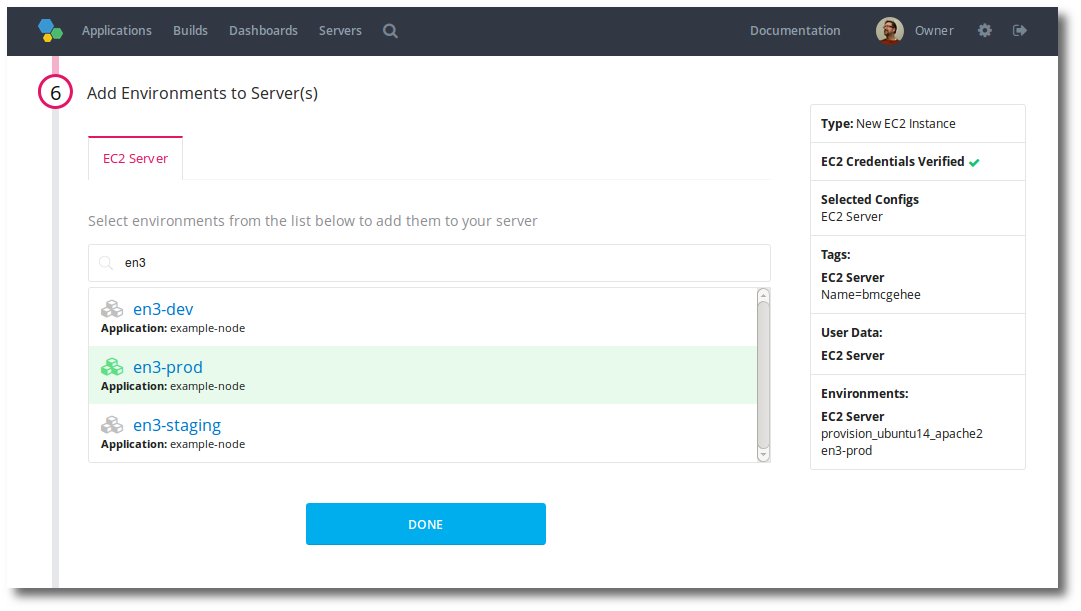 Applications Builds Dashboards Servers Documentation Owner
6 Add Environments to Server(s)
EC2 Server
Select environments from the list below to add them to your server
en3
en3-dev
Application: example-node
en3-prod
Application: example-node
en3-staging
Application: example-node
DONE
Type: New EC2 Instance
EC2 Credentials Verified
Selected Configs
EC2 Server
Tags:
EC2 Server
Name=bmcgehee
User Data:
EC2 Server
Environments:
EC2 Server
provision_ubuntu14_apache2
en3-prod